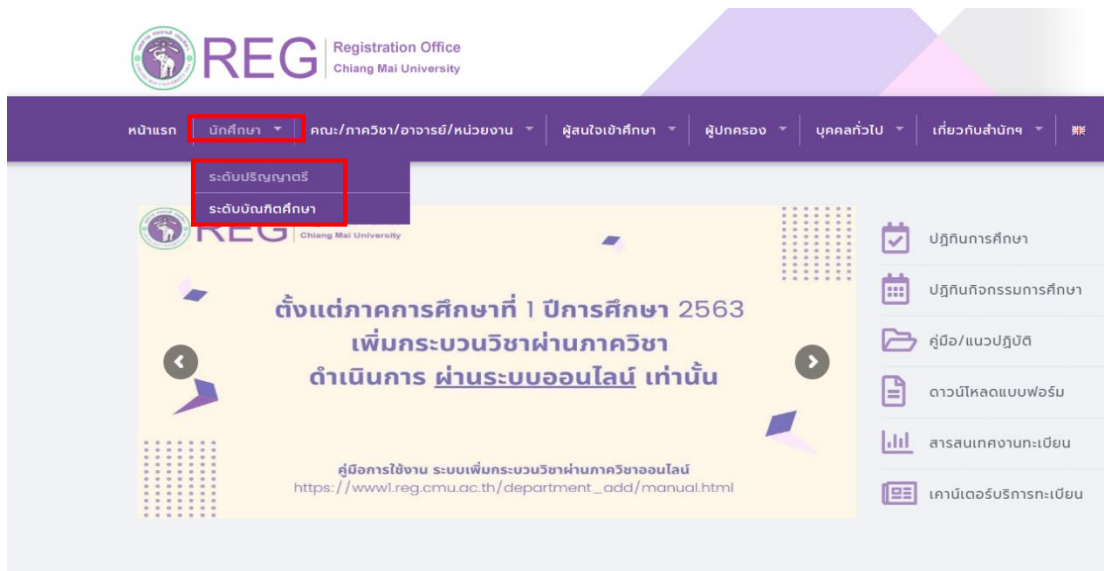 REG
Registration Office
Chiang Mai University
หน้าแรก
นักศึกษา
คณะ/ภาควิชา/อาจารย์/หน่วยงาน
ผู้สนใจเข้าศึกษา
ผู้ปกครอง
บุคคลทั่วไป
เกี่ยวกับสำนักฯ
ระดับปริญญาตรี
ระดับบัณฑิตศึกษา
REG
Chiang Mai University
ตั้งแต่ภาคการศึกษาที่ 1 ปีการศึกษา 2563
เพิ่มกระบวนวิชาผ่านภาควิชา
ดำเนินการ ผ่านระบบออนไลน์ เท่านั้น
คู่มือการใช้งาน ระบบเพิ่มกระบวนวิชาผ่านภาควิชาออนไลน์
https://www1.reg.cmu.ac.th/department_add/manual.html
ปฏิทินการศึกษา
ปฏิทินกิจกรรมการศึกษา
คู่มือ/แนวปฏิบัติ
ดาวน์โหลดแบบฟอร์ม
สารสนเทศงานทะเบียน
เคาน์เตอร์บริการทะเบียน